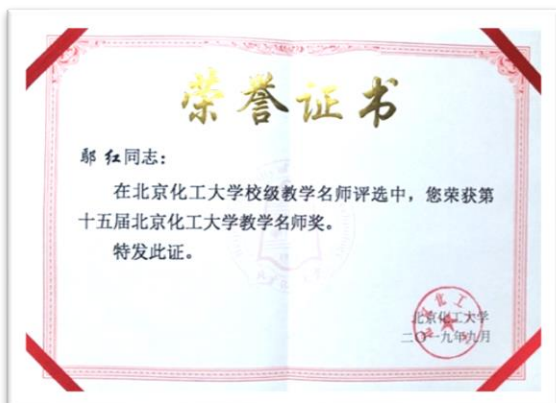 荣誉证书
鄢红同志：
在北京化工大学校级教学名师评选中，您荣获第
十五届北京化工大学教学名师奖。
特发此证。
北京化工大学
二〇一九年九月